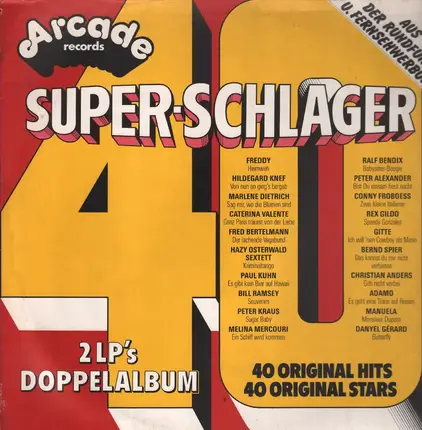 Arcade
records
AUS
DER RUNDFUNK
U. FERNSEHWERBUNG
40
SUPER-SCHLAGER
FREDDY
Heimweh
HILDEGARD KNEF
Von nun an ging's bergab
MARLENE DIETRICH
Sag mir, wo die Blumen sind
CATERINA VALENTE
Ganz Paris träumt von der Liebe
FRED BERTELMANN
Der lachende Vagabund
HAZY OSTERWALD
SEXTETT
Kriminaltango
PAUL KUHN
Es gibt kein Bier auf Hawaii
BILL RAMSEY
Souvenirs
PETER KRAUS
Sugar Baby
MELINA MERCOURI
Ein Schiff wird kommen
RALF BENDIX
Babysitter-Boogie
PETER ALEXANDER
Bist Du einsam heut nacht
CONNY FROBOESS
Zwei kleine Italiener
REX GILDO
Speedy Gonzales
GITTE
Ich will 'nen Cowboy als Mann
BERND SPIER
Das kannst du mir nicht
verbieten
CHRISTIAN ANDERS
Geh nicht vorbei
ADAMO
Es geht eine Träne auf Reisen
MANUELA
Monsieur Dupont
DANYEL GÉRARD
Butterfly
2 LP's
DOPPELALBUM
40 ORIGINAL HITS
40 ORIGINAL STARS